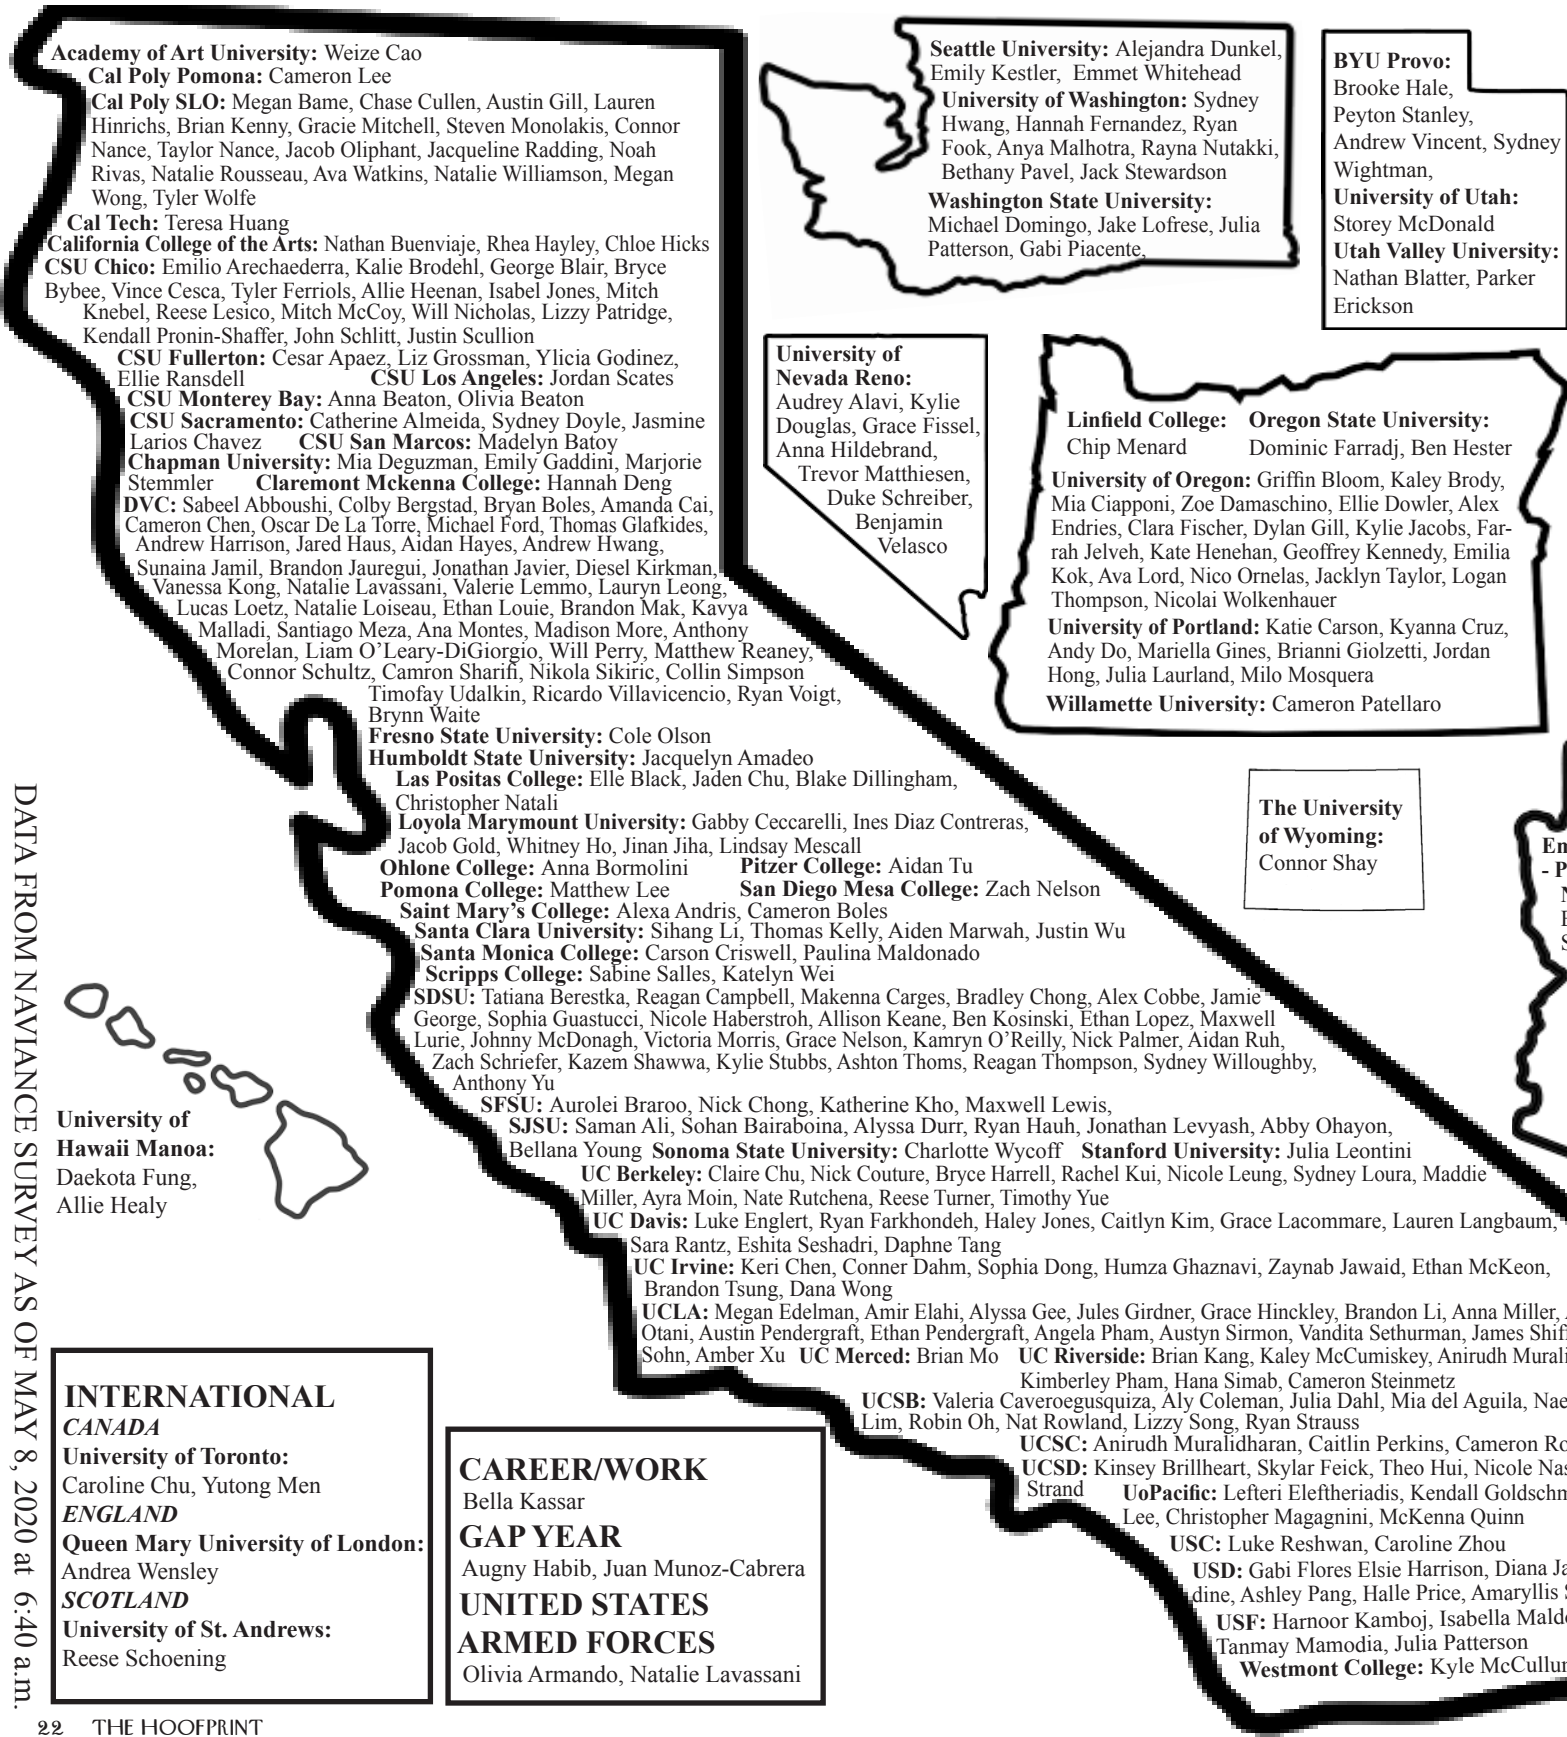 Academy of Art University: Weize Cao
Cal Poly Pomona: Cameron Lee
Cal Poly SLO: Megan Bame, Chase Cullen, Austin Gill, Lauren
Hinrichs, Brian Kenny, Gracie Mitchell, Steven Monolakis, Connor
Nance, Taylor Nance, Jacob Oliphant, Jacqueline Radding, Noah
Rivas, Natalie Rousseau, Ava Watkins, Natalie Williamson, Megan
Wong, Tyler Wolfe
Cal Tech: Teresa Huang
California College of the Arts: Nathan Buenviaje, Rhea Hayley, Chloe Hicks
CSU Chico: Emilio Arechaederra, Kalie Brodehl, George Blair, Bryce
Bybee, Vince Cesca, Tyler Ferriols, Allie Heenan, Isabel Jones, Mitch
Knebel, Reese Lesico, Mitch McCoy, Will Nicholas, Lizzy Patridge,
Kendall Pronin-Shaffer, John Schlitt, Justin Scullion
CSU Fullerton: Cesar Apaez, Liz Grossman, Ylicia Godinez,
Ellie Ransdell CSU Los Angeles: Jordan Scates
CSU Monterey Bay: Anna Beaton, Olivia Beaton
CSU Sacramento: Catherine Almeida, Sydney Doyle, Jasmine
Larios Chavez CSU San Marcos: Madelyn Batoy
Chapman University: Mia Deguzman, Emily Gaddini, Marjorie
Stemmler Claremont Mckenna College: Hannah Deng
DVC: Sabeel Abboushi, Colby Bergstad, Bryan Boles, Amanda Cai,
Cameron Chen, Oscar De La Torre, Michael Ford, Thomas Glafkides,
Andrew Harrison, Jared Haus, Aidan Hayes, Andrew Hwang,
Sunaina Jamil, Brandon Jauregui, Jonathan Javier, Diesel Kirkman,
Vanessa Kong, Natalie Lavassani, Valerie Lemmo, Lauryn Leong,
Lucas Loetz, Natalie Loiseau, Ethan Louie, Brandon Mak, Kavya
Malladi, Santiago Meza, Ana Montes, Madison More, Anthony
Morelan, Liam O’Leary-DiGiorgio, Will Perry, Matthew Reaney,
Connor Schultz, Camron Sharifi, Nikola Sikiric, Collin Simpson
Timofay Udalkin, Ricardo Villavicencio, Ryan Voigt,
Brynn Waite
Fresno State University: Cole Olson
Humboldt State University: Jacquelyn Amadeo
Las Positas College: Elle Black, Jaden Chu, Blake Dillingham,
Christopher Natali
Loyola Marymount University: Gabby Ceccarelli, Ines Diaz Contreras,
Jacob Gold, Whitney Ho, Jinan Jiha, Lindsay Mescall
Ohlone College: Anna Bormolini Pitzer College: Aidan Tu
Pomona College: Matthew Lee San Diego Mesa College: Zach Nelson
Saint Mary’s College: Alexa Andris, Cameron Boles
Santa Clara University: Sihang Li, Thomas Kelly, Aiden Marwah, Justin Wu
Santa Monica College: Carson Criswell, Paulina Maldonado
Scripps College: Sabine Salles, Katelyn Wei
SDSU: Tatiana Berestka, Reagan Campbell, Makenna Carges, Bradley Chong, Alex Cobbe, Jamie
George, Sophia Guastucci, Nicole Haberstroh, Allison Keane, Ben Kosinski, Ethan Lopez, Maxwell
Lurie, Johnny McDonagh, Victoria Morris, Grace Nelson, Kamryn O’Reilly, Nick Palmer, Aidan Ruh,
Zach Schriefer, Kazem Shawwa, Kylie Stubbs, Ashton Thoms, Reagan Thompson, Sydney Willoughby,
Anthony Yu
SFSU: Aurolei Braroo, Nick Chong, Katherine Kho, Maxwell Lewis,
SJSU: Saman Ali, Sohan Bairaboina, Alyssa Durr, Ryan Hauh, Jonathan Levyash, Abby Ohayon,
Bellana Young Sonoma State University: Charlotte Wycoff Stanford University: Julia Leontini
UC Berkeley: Claire Chu, Nick Couture, Bryce Harrell, Rachel Kui, Nicole Leung, Sydney Loura, Maddie
Miller, Ayra Moin, Nate Rutchena, Reese Turner, Timothy Yue
UC Davis: Luke Englert, Ryan Farkhondeh, Haley Jones, Caitlyn Kim, Grace Lacommare, Lauren Langbaum,
Sara Rantz, Eshita Seshadri, Daphne Tang
UC Irvine: Keri Chen, Conner Dahm, Sophia Dong, Humza Ghaznavi, Zaynab Jawaid, Ethan McKeon,
Brandon Tsung, Dana Wong
UCLA: Megan Edelman, Amir Elahi, Alyssa Gee, Jules Girdner, Grace Hinckley, Brandon Li, Anna Miller,
Otani, Austin Pendergraft, Ethan Pendergraft, Angela Pham, Austyn Sirmon, Vandita Sethurman, James
Sohn, Amber Xu UC Merced: Brian Mo UC Riverside: Brian Kang, Kaley McCumiskey, Anirudh
Kimberley Pham, Hana Simab, Cameron Steinmetz
UCSB: Valeria Caveroegusquiza, Aly Coleman, Julia Dahl, Mia del Aguila,
Lim, Robin Oh, Nat Rowland, Lizzy Song, Ryan Strauss
UCSC: Anirudh Muralidharan, Caitlin Perkins, Cameron
UCSD: Kinsey Brillheart, Skylar Feick, Theo Hui, Nicole
Strand UoPacific: Lefteri Eleftheriadis, Kendall
Lee, Christopher Magagnini, McKenna Quinn
USC: Luke Reshwan, Caroline Zhou
USD: Gabi Flores Elsie Harrison, Diana
dine, Ashley Pang, Halle Price, Amaryllis
USF: Harnoor Kamboj, Isabella
Tanmay Mamodia, Julia Patterson
Westmont College: Kyle
Seattle University: Alejandra Dunkel,
Emily Kestler, Emmet Whitehead
University of Washington: Sydney
Hwang, Hannah Fernandez, Ryan
Fook, Anya Malhotra, Rayna Nutakki,
Bethany Pavel, Jack Stewardson
Washington State University:
Michael Domingo, Jake Lofrese, Julia
Patterson, Gabi Piacente,
BYU Provo:
Brooke Hale,
Peyton Stanley,
Andrew Vincent, Sydney
Wightman,
University of Utah:
Storey McDonald
Utah Valley University:
Nathan Blatter, Parker
Erickson
University of
Nevada Reno:
Audrey Alavi, Kylie
Douglas, Grace Fissel,
Anna Hildebrand,
Trevor Matthiesen,
Duke Schreiber,
Benjamin
Velasco
Linfield College: Oregon State University:
Chip Menard Dominic Farradj, Ben Hester
University of Oregon: Griffin Bloom, Kaley Brody,
Mia Ciapponi, Zoe Damaschino, Ellie Dowler, Alex
Endries, Clara Fischer, Dylan Gill, Kylie Jacobs, Far-
rah Jelveh, Kate Henehan, Geoffrey Kennedy, Emilia
Kok, Ava Lord, Nico Ornelas, Jacklyn Taylor, Logan
Thompson, Nicolai Wolkenhauer
University of Portland: Katie Carson, Kyanna Cruz,
Andy Do, Mariella Gines, Brianni Giolzetti, Jordan
Hong, Julia Laurland, Milo Mosquera
Willamette University: Cameron Patellaro
The University
of Wyoming:
Connor Shay
University of
Hawaii Manoa:
Daekota Fung,
Allie Healy
INTERNATIONAL
CANADA
University of Toronto:
Caroline Chu, Yutong Men
ENGLAND
Queen Mary University of London:
Andrea Wensley
SCOTLAND
University of St. Andrews:
Reese Schoening
CAREER/WORK
Bella Kassar
GAP YEAR
Augny Habib, Juan Munoz-Cabrera
UNITED STATES
ARMED FORCES
Olivia Armando, Natalie Lavassani
DATA FROM NAVIANCE SURVEY AS OF MAY 8, 2020 at 6:40 a.m.
22 THE HOOFPRINT